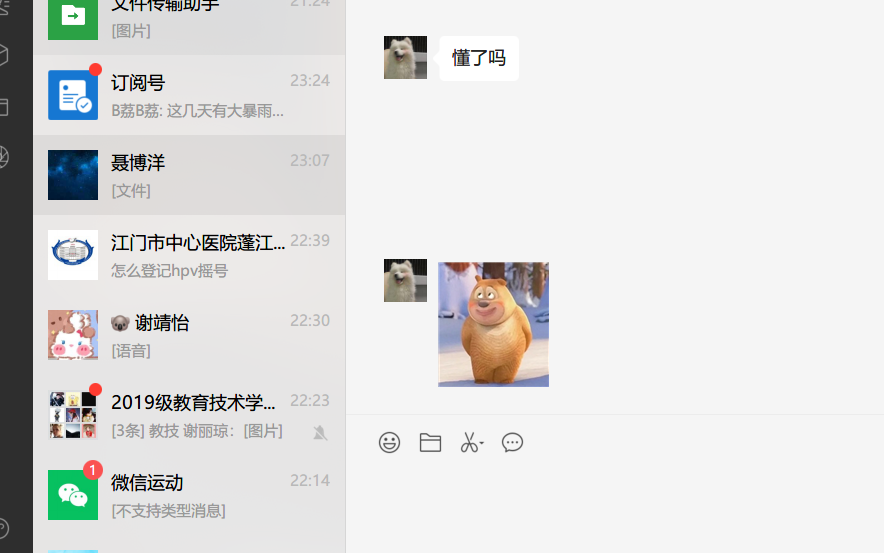 文件传输助手
21:24
[图片]
订阅号
23:24
B荔B荔: 这几天有大暴雨...
聂博洋
23:07
[文件]
江门市中心医院蓬江...
22:39
怎么登记hpv摇号
谢靖怡
22:30
[语音]
2019级教育技术学...
22:23
[3条] 教技 谢丽琼: [图片]
1
微信运动
22:14
[不支持类型消息]
懂了吗